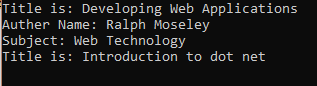 Title is: Developing Web Applications
Auther Name: Ralph Moseley
Subject: Web Technology
Title is: Introduction to dot net